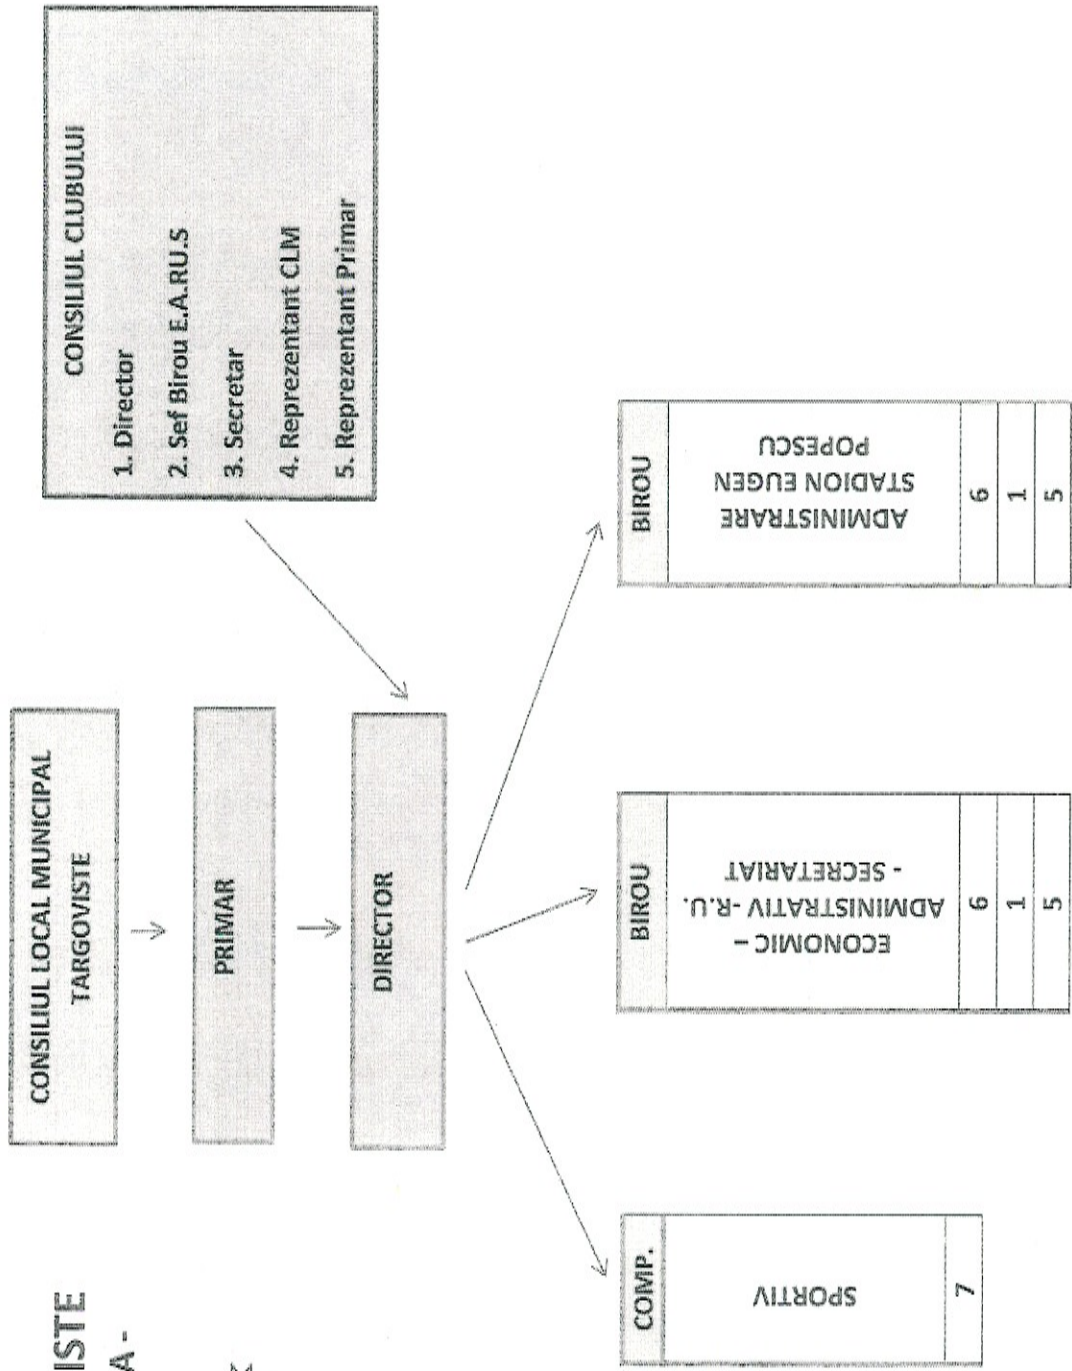 ISTE
A -
CONSILIUL LOCAL MUNICIPAL
TARGOVISTE
PRIMAR
DIRECTOR
CONSILIUL CLUBULUI
1. Director
2. Sef Birou E.A.RU.S
3. Secretar
4. Reprezentant CLM
5. Reprezentant Primar
COMP.
SPORTIV
7
BIROU
ECONOMIC –
ADMINISTRATIV - R.U.
- SECRETARIAT
6
1
5
BIROU
ADMINISTRARE
STADION EUGEN
POPESCU
6
1
5